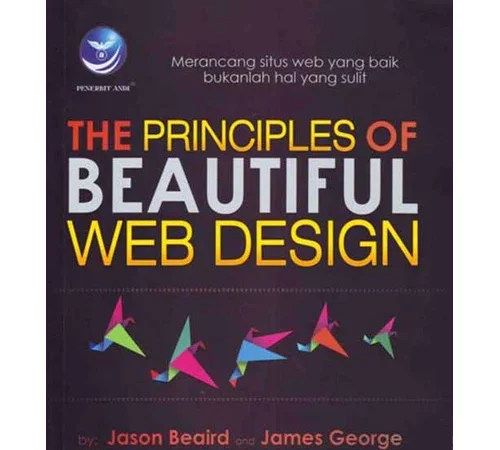 Merancang situs web yang baik
bukanlah hal yang sulit
PENERBIT ANDI
THE PRINCIPLES OF
BEAUTIFUL
WEB DESIGN
by: Jason Beaird and James George